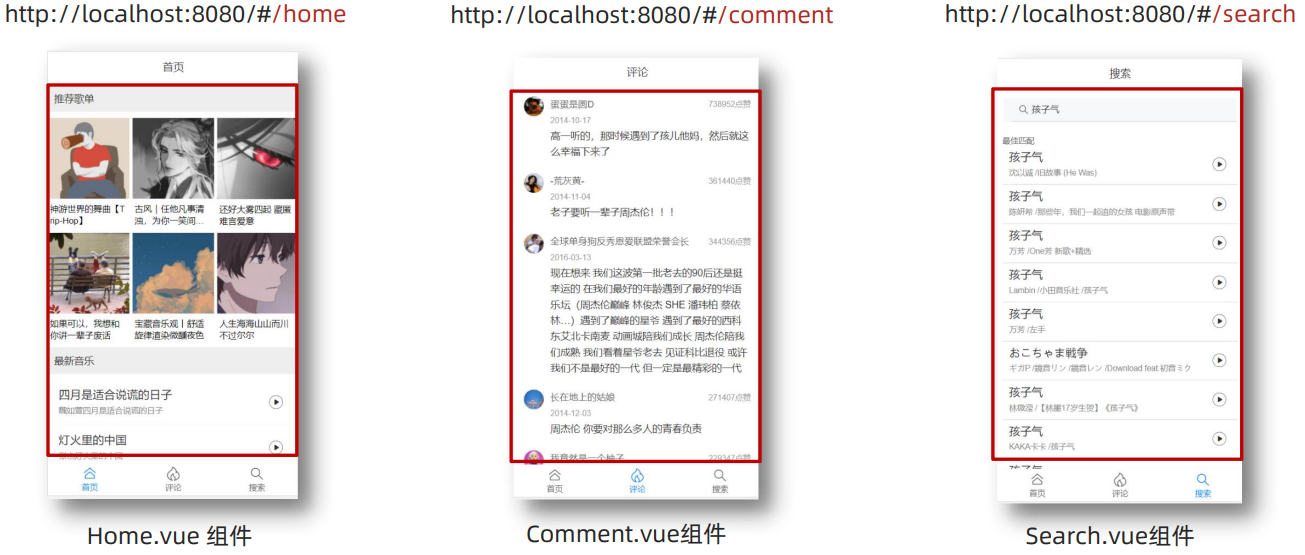 http://localhost:8080/#/home
首页
推荐歌单
神游世界的舞曲【T
rip-Hop】
古风丨任他凡事清
浊，为你一笑间...
还好大雾四起 藏匿
难言爱意
如果可以，我想和
你讲一辈子废话
宝藏音乐观丨舒适
旋律渲染微醺夜色
人生海海山山而川
不过尔尔
最新音乐
四月是适合说谎的日子
魏如萱四月是适合说谎的日子
灯火里的中国
首页
评论
搜索
Home.vue 组件
http://localhost:8080/#/comment
评论
蛋蛋是圆D
738952点赞
2014-10-17
高一听的，那时候遇到了孩儿他妈，然后就这
么幸福下来了
-荒灰黄-
361440点赞
2014-11-04
老子要听一辈子周杰伦！！！
全球单身狗反秀恩爱联盟荣誉会长
344356点赞
2016-03-13
现在想来 我们这波第一批老去的90后还是挺
幸运的 在我们最好的年龄遇到了最好的华语
乐坛（周杰伦巅峰 林俊杰 SHE 潘玮柏 蔡依
林...）遇到了巅峰的星爷 遇到了最好的西科
东艾北卡南麦 动画城陪我们成长 周杰伦陪我
们成熟 我们看着星爷老去 见证科比退役 或许
我们不是最好的一代 但一定是最精彩的一代
长在地上的姑娘
271407点赞
2014-12-03
周杰伦 你要对那么多人的青春负责
我竟然是一个柚子
229347点赞
首页
评论
搜索
Comment.vue组件
http://localhost:8080/#/search
搜索
孩子气
最佳匹配
孩子气
沈以诚 /旧故事 (He Was)
孩子气
陈妍希 /那些年，我们一起追的女孩 电影原声带
孩子气
万芳 /One芳 新歌+精选
孩子气
Lambin /小田音乐社 /孩子气
孩子气
万芳 /左手
おこちゃま戦争
ギガP /鏡音リン /鏡音レン /Download feat.初音ミク
孩子气
林微滢 /【林墨17岁生贺】《孩子气》
孩子气
KAKA卡卡 /孩子气
孩子气
首页
评论
搜索
Search.vue组件